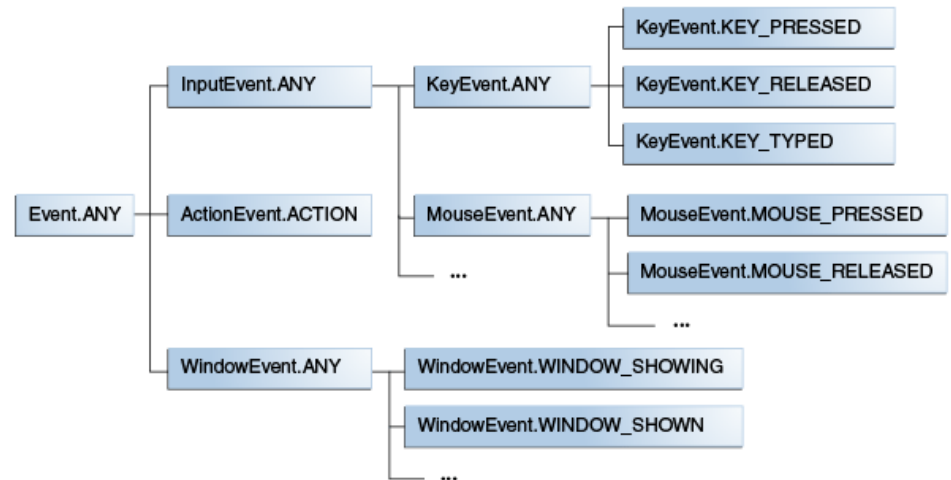 KeyEvent.KEY_PRESSED
InputEvent.ANY
KeyEvent.ANY
KeyEvent.KEY_RELEASED
KeyEvent.KEY_TYPED
Event.ANY
ActionEvent.ACTION
MouseEvent.ANY
MouseEvent.MOUSE_PRESSED
...
MouseEvent.MOUSE_RELEASED
...
WindowEvent.ANY
WindowEvent.WINDOW_SHOWING
WindowEvent.WINDOW_SHOWN
...